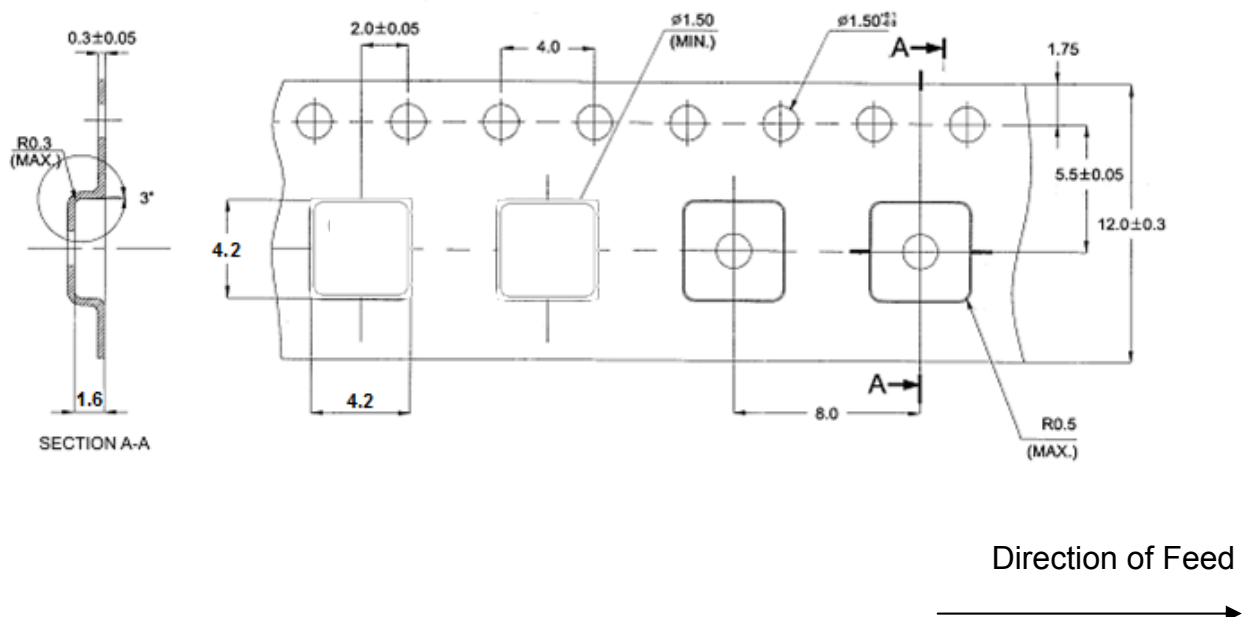 0.3±0.05
2.0±0.05
4.0
ø1.50
(MIN.)
ø1.50
A
1.75
R0.3
(MAX.)
3°
5.5±0.05
12.0±0.3
4.2
1.6
4.2
A
8.0
R0.5
(MAX.)
SECTION A-A
Direction of Feed